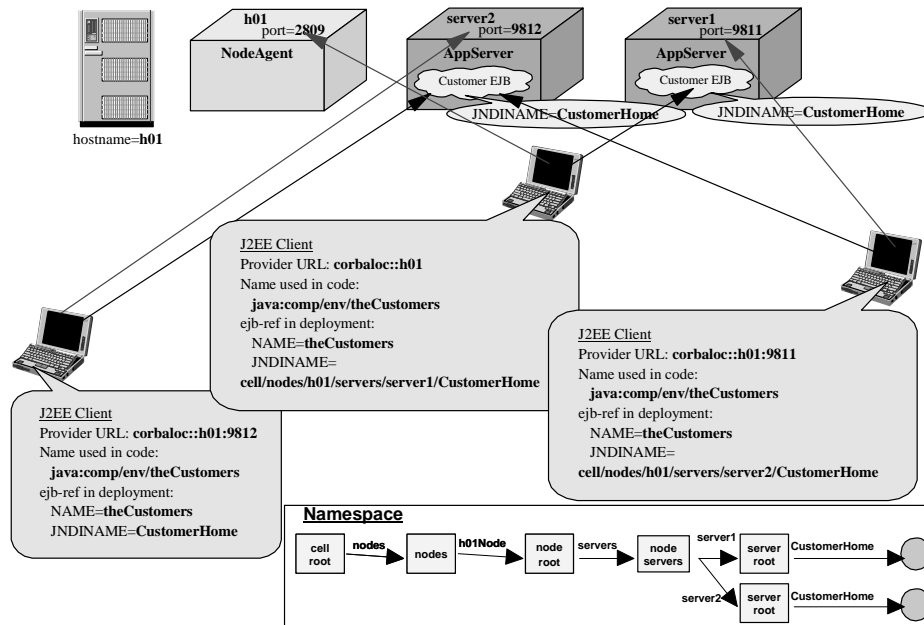 h01
port=2809
NodeAgent
server2
port=9812
AppServer
Customer EJB
JNDINAME=CustomerHome
server1
port=9811
AppServer
Customer EJB
JNDINAME=CustomerHome
hostname=h01
J2EE Client
Provider URL: corbaloc::h01
Name used in code:
java:comp/env/theCustomers
ejb-ref in deployment:
NAME=theCustomers
JNDINAME=
cell/nodes/h01/servers/server1/CustomerHome
J2EE Client
Provider URL: corbaloc::h01:9811
Name used in code:
java:comp/env/theCustomers
ejb-ref in deployment:
NAME=theCustomers
JNDINAME=
cell/nodes/h01/servers/server2/CustomerHome
J2EE Client
Provider URL: corbaloc::h01:9812
Name used in code:
java:comp/env/theCustomers
ejb-ref in deployment:
NAME=theCustomers
JNDINAME=CustomerHome
Namespace
cell
root
nodes
nodes
h01Node
node
root
servers
node
servers
server1
server
root
CustomerHome
server2
server
root
CustomerHome